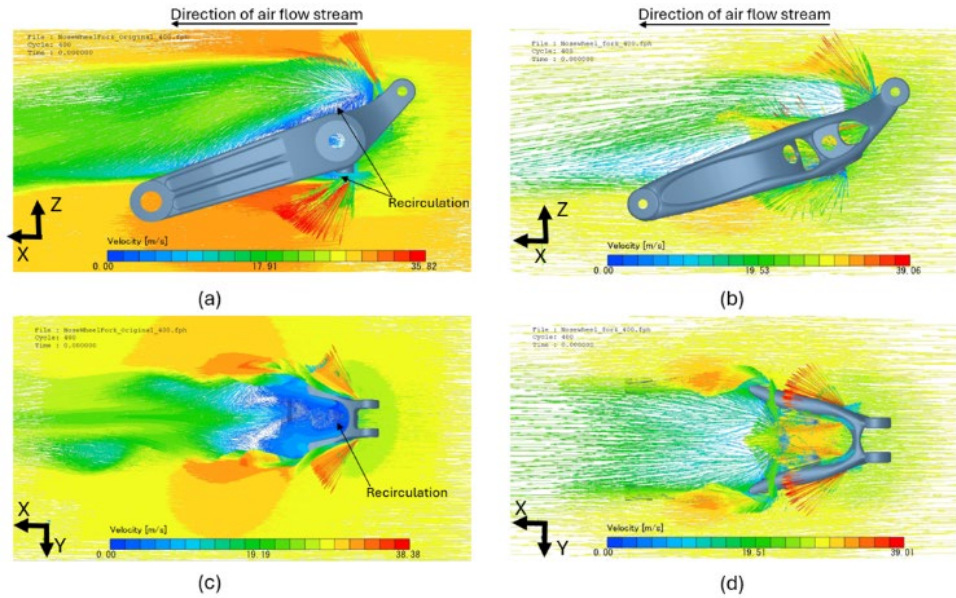 Direction of air flow stream
Direction of air flow stream
File : NoseWheelFork_Original_400.fph
Cycle: 400
Time : 0.000000
File : Nosewheel_fork_400.fph
Cycle: 400
Time : 0.000000
Recirculation
Z
X
Z
X
Velocity [m/s]
0.00 17.91 35.82
Velocity [m/s]
0.00 19.53 39.06
(a)
(b)
File : NoseWheelFork_Original_400.fph
Cycle: 400
Time : 0.000000
File : Nosewheel_fork_400.fph
Cycle: 400
Time : 0.000000
Recirculation
X
Y
X
Y
Velocity [m/s]
0.00 19.19 38.38
Velocity [m/s]
0.00 19.51 39.01
(c)
(d)